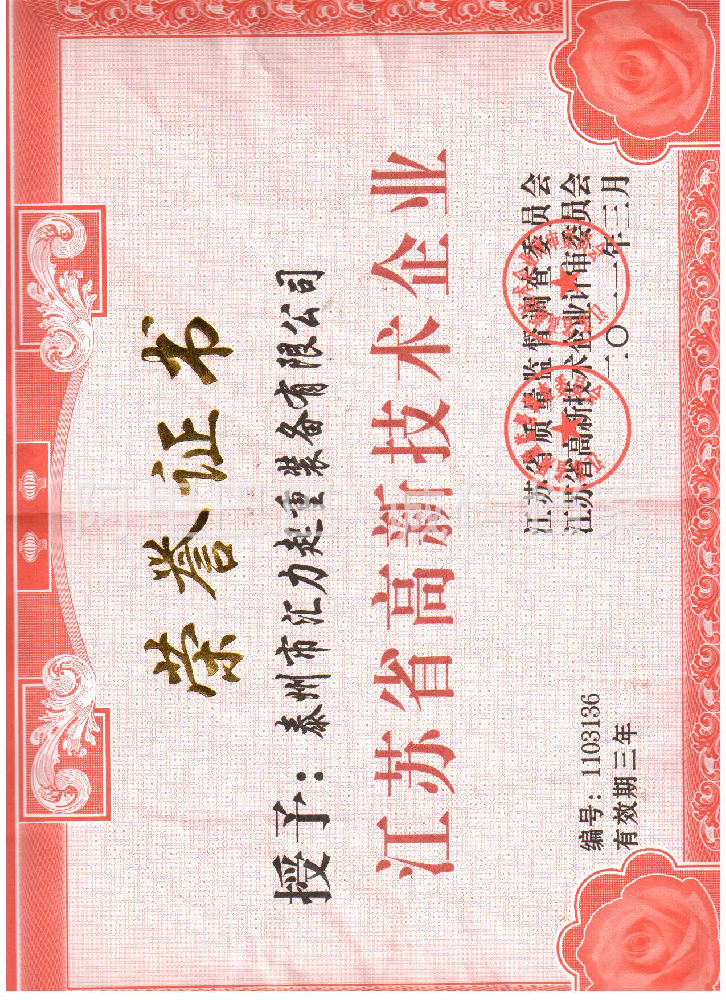 荣誉证书
授予：泰州市汇力起重装备有限公司
江苏省高新技术企业
江苏省质量监督调查委员会
江苏省高新技术企业评审委员会
二〇一一年三月
编号：1103136
有效期三年